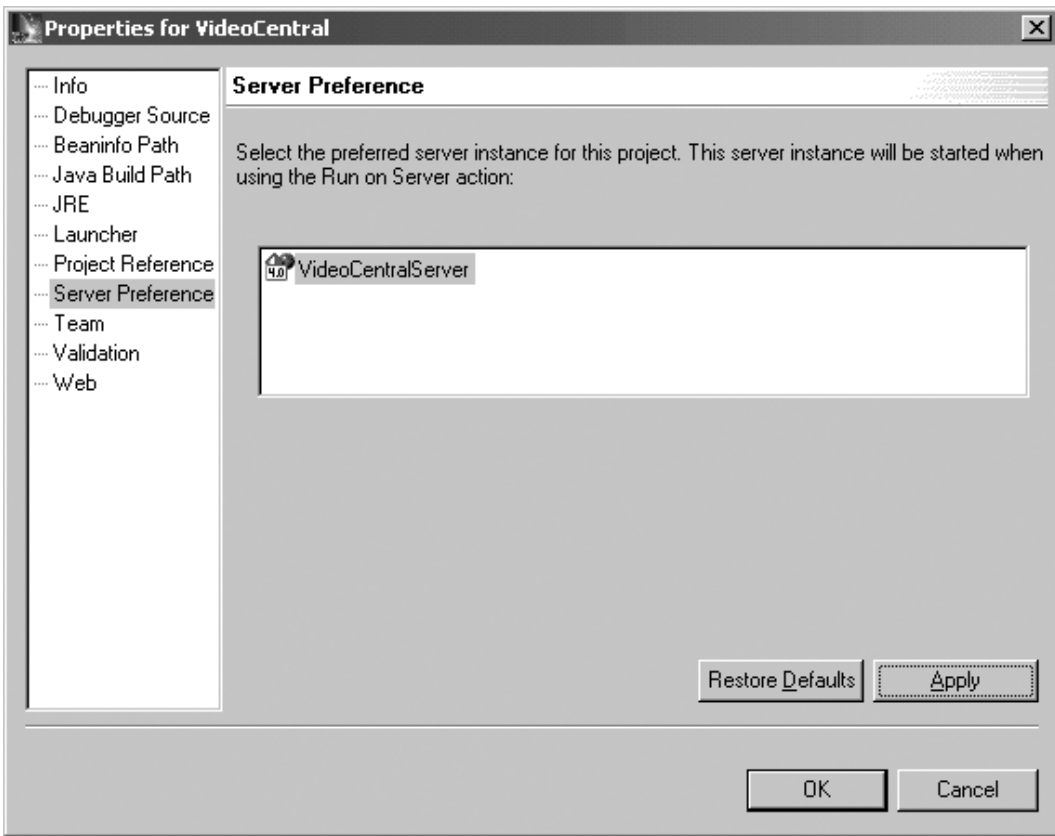 Properties for VideoCentral
Info
Debugger Source
Beaninfo Path
Java Build Path
JRE
Launcher
Project Reference
Server Preference
Team
Validation
Web
Server Preference
Select the preferred server instance for this project. This server instance will be started when
using the Run on Server action:
4.0
VideoCentralServer
Restore Defaults
Apply
OK
Cancel